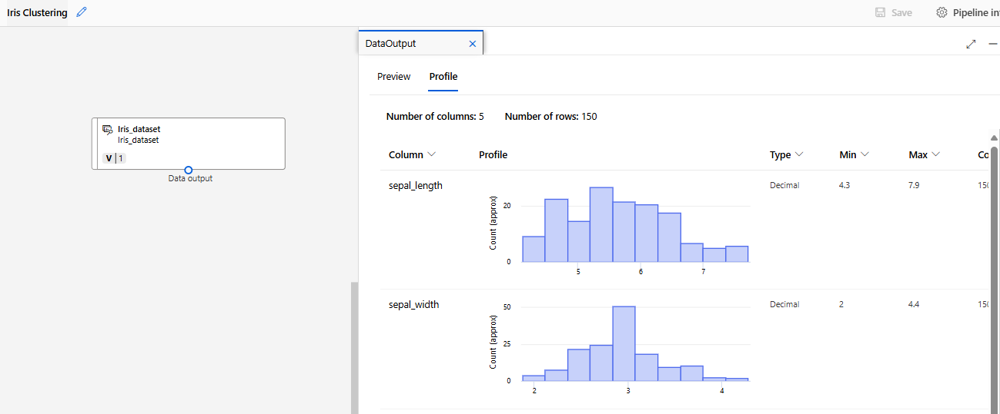 Iris Clustering
Save
Pipeline in
DataOutput
Iris_dataset
Iris_dataset
V | 1
Data output
Preview Profile
Number of columns: 5 Number of rows: 150
Column Profile Type Min Max Co
sepal_length Decimal 4.3 7.9 150
Count (approx)
20
0
5 6 7
sepal_width Decimal 2 4.4 150
Count (approx)
50
25
0
2 3 4